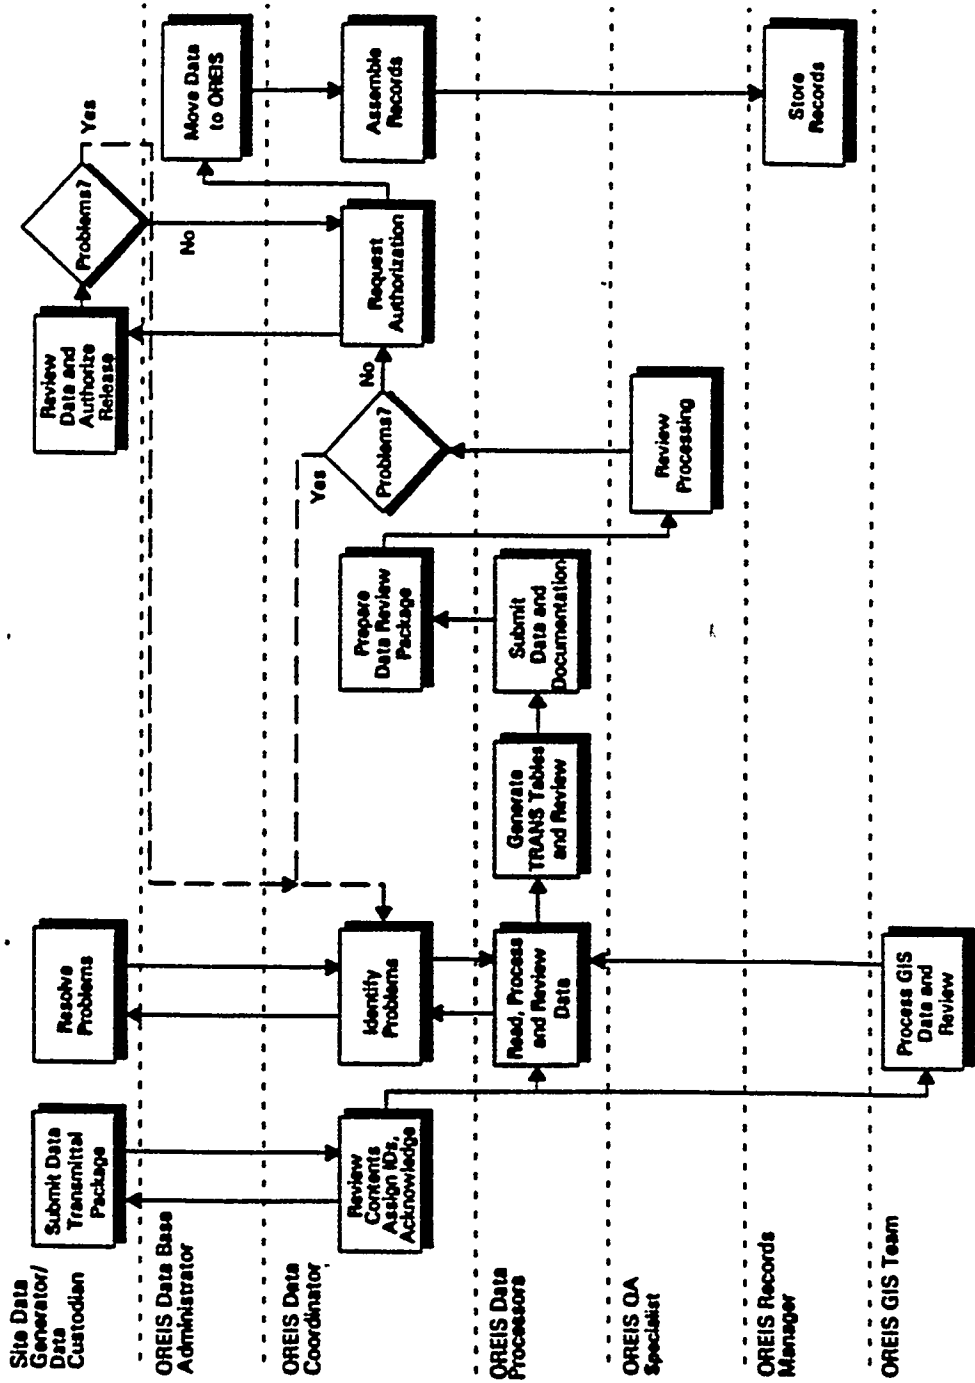 Site Data
Generator/
Data
Custodian
Submit Data
Transmittal
Package
Resolve
Problems
Review
Data and
Authorize
Release
Problems?
Yes
No
OREIS Data Base
Administrator
Move Data
to OREIS
OREIS Data
Coordinator
Review
Contents
Assign IDs,
Acknowledge
Identify
Problems
Prepare
Data Review
Package
Yes
Problems?
No
Request
Authorization
Assemble
Records
OREIS Data
Processors
Read, Process
and Review
Data
Generate
TRANS Tables
and Review
Submit
Data and
Documentation
OREIS QA
Specialist
Review
Processing
OREIS Records
Manager
Store
Records
OREIS GIS Team
Process GIS
Data and
Review